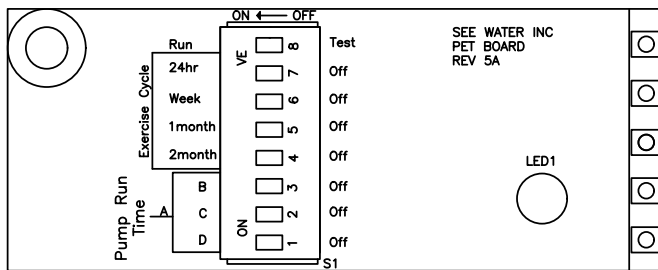 ON ← OFF
SEE WATER INC
PET BOARD
REV 5A
Run 8 Test
VE
24hr 7 Off
Week 6 Off
1month 5 Off
2month 4 Off
Exercise Cycle
B 3 Off
A C 2 Off
ON
D 1 Off
Pump Run
Time
LED1
S1